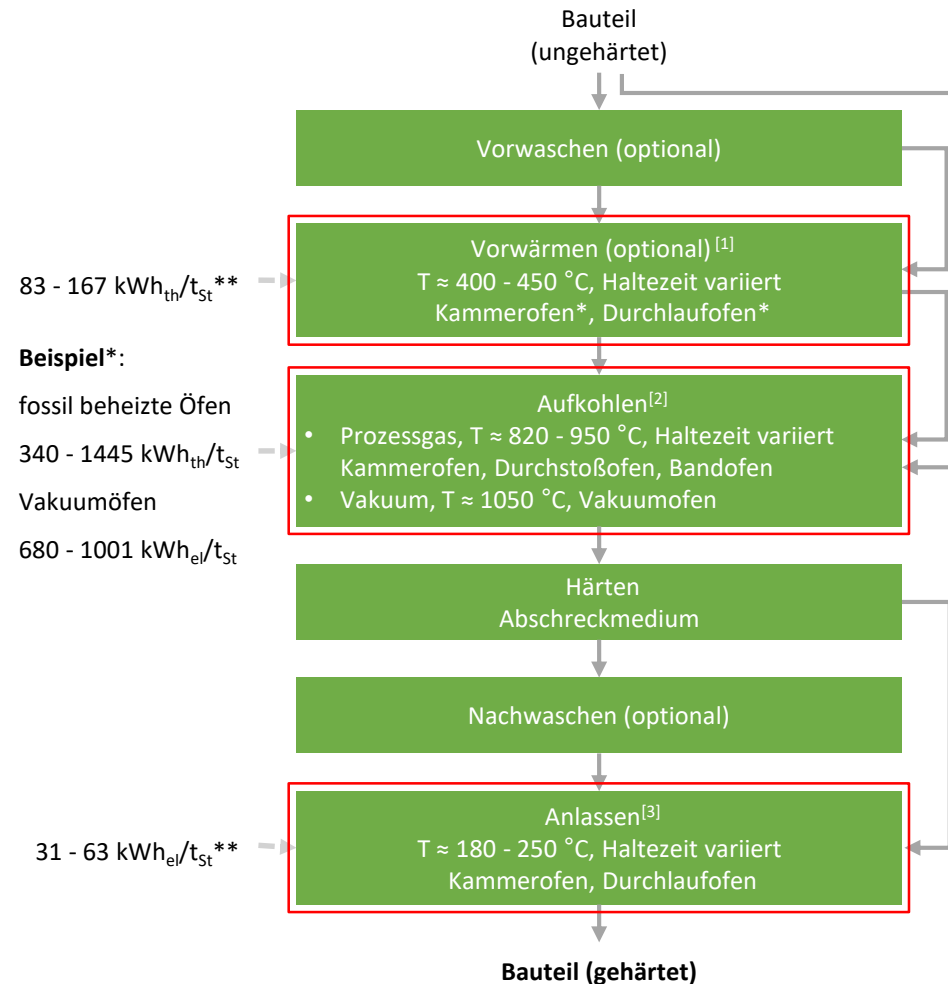 Bauteil
(ungehärtet)
Vorwaschen (optional)
Vorwärmen (optional) [1]
T ≈ 400 - 450 °C, Haltezeit variiert
Kammerofen*, Durchlaufofen*
83 - 167 kWh_th/t_St**
Beispiel*:
fossil beheizte Öfen
340 - 1445 kWh_th/t_St
Vakuumöfen
680 - 1001 kWh_el/t_St
Aufkohlen[2]
• Prozessgas, T ≈ 820 - 950 °C, Haltezeit variiert
Kammerofen, Durchstoßofen, Bandofen
• Vakuum, T ≈ 1050 °C, Vakuumofen
Härten
Abschreckmedium
Nachwaschen (optional)
Anlassen[3]
T ≈ 180 - 250 °C, Haltezeit variiert
Kammerofen, Durchlaufofen
31 - 63 kWh_el/t_St**
Bauteil (gehärtet)